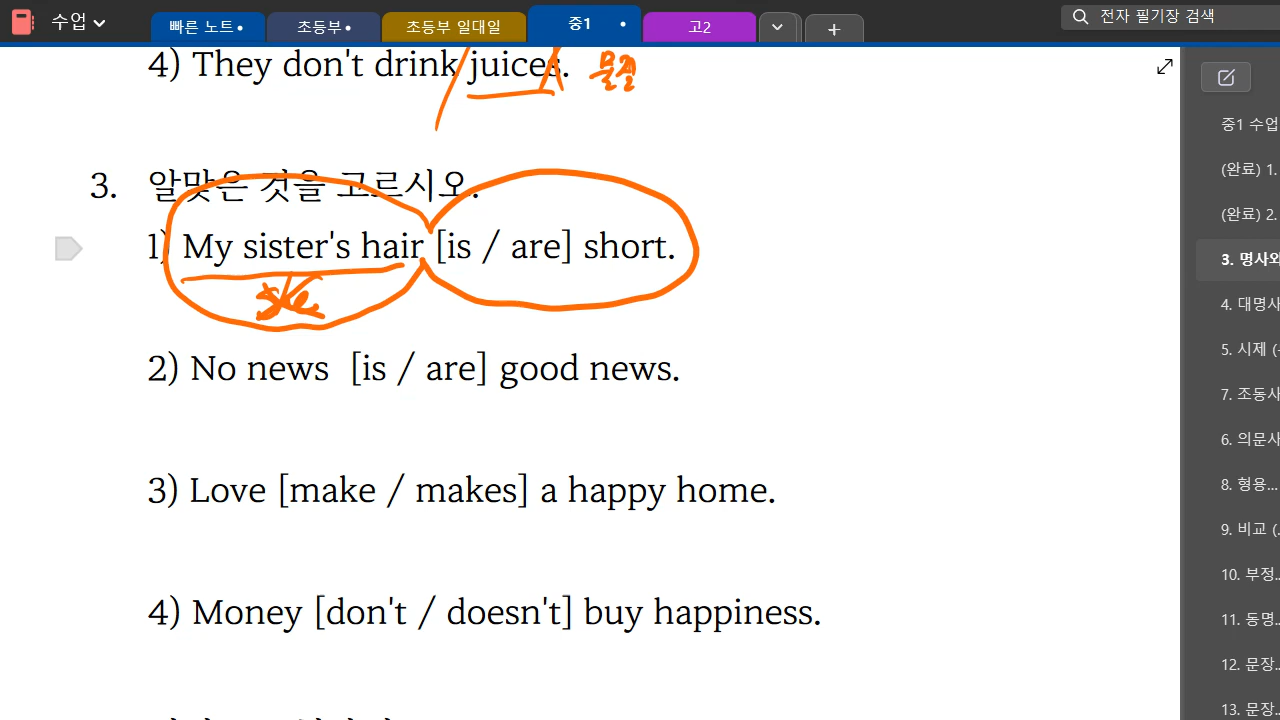 수업
빠른 노트
초등부
초등부 일대일
중1
고2
전자 필기장 검색
4) They don't drink juices. 물질
3. 알맞은 것을 고르시오.
1) My sister's hair [is / are] short.
2) No news [is / are] good news.
3) Love [make / makes] a happy home.
4) Money [don't / doesn't] buy happiness.
중1 수업
(완료) 1.
(완료) 2.
3. 명사와
4. 대명사
5. 시제 (
7. 조동사
6. 의문사
8. 형용...
9. 비교 (.
10. 부정..
11. 동명..
12. 문장..
13. 문장..